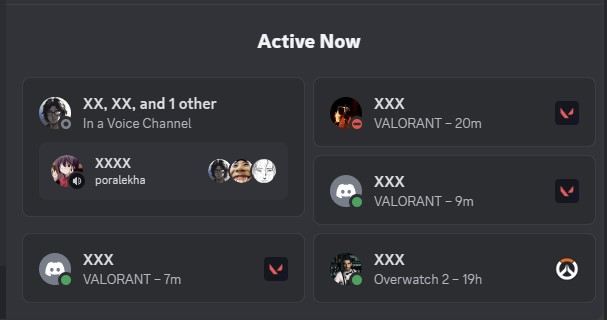 Active Now
XX, XX, and 1 other
In a Voice Channel
XXXX
poralekha
XXX
VALORANT – 20m
XXX
VALORANT – 9m
XXX
VALORANT – 7m
XXX
Overwatch 2 – 19h